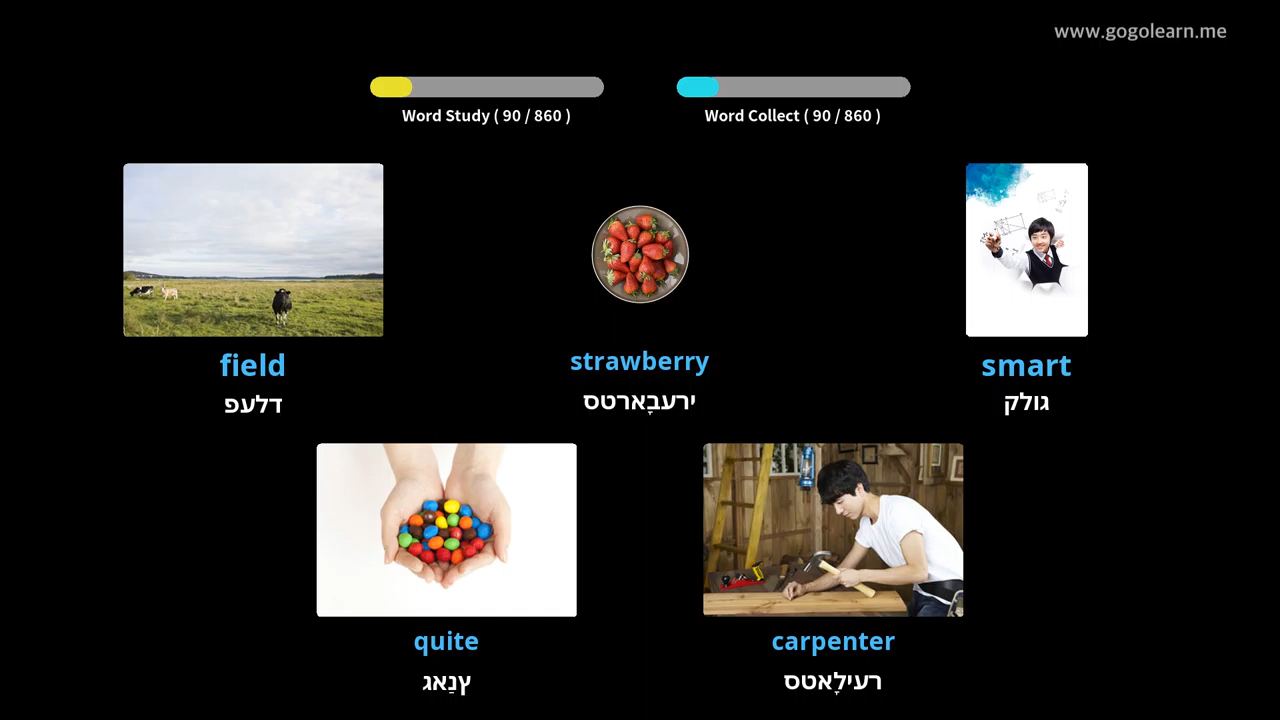 www.gogolearn.me
Word Study ( 90 / 860 )
Word Collect ( 90 / 860 )
field
דלעפ
strawberry
ירעבָארטס
smart
גולק
quite
ץנַאג
carpenter
רעילָאטס